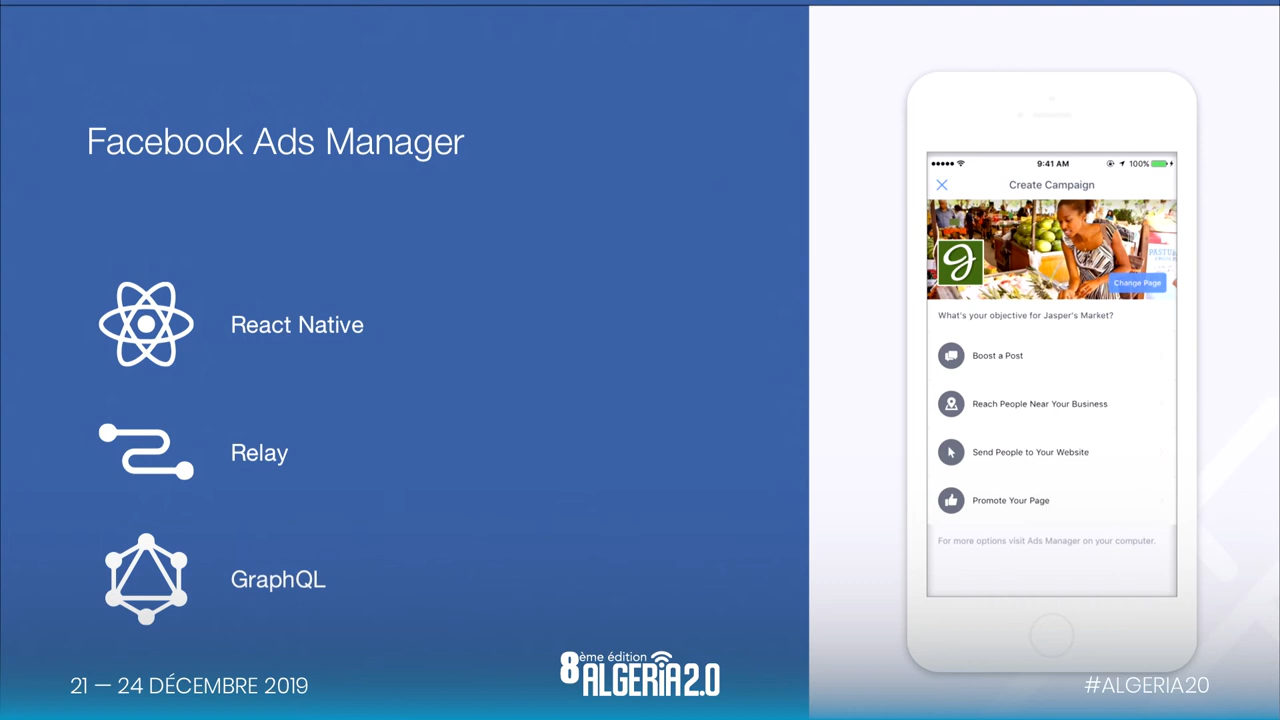 Facebook Ads Manager
React Native
Relay
GraphQL
9:41 AM
100%
Create Campaign
Change Page
What's your objective for Jasper's Market?
Boost a Post
Reach People Near Your Business
Send People to Your Website
Promote Your Page
For more options visit Ads Manager on your computer.
21 — 24 DÉCEMBRE 2019
8ème édition
ALGERIA2.0
#ALGERIA20